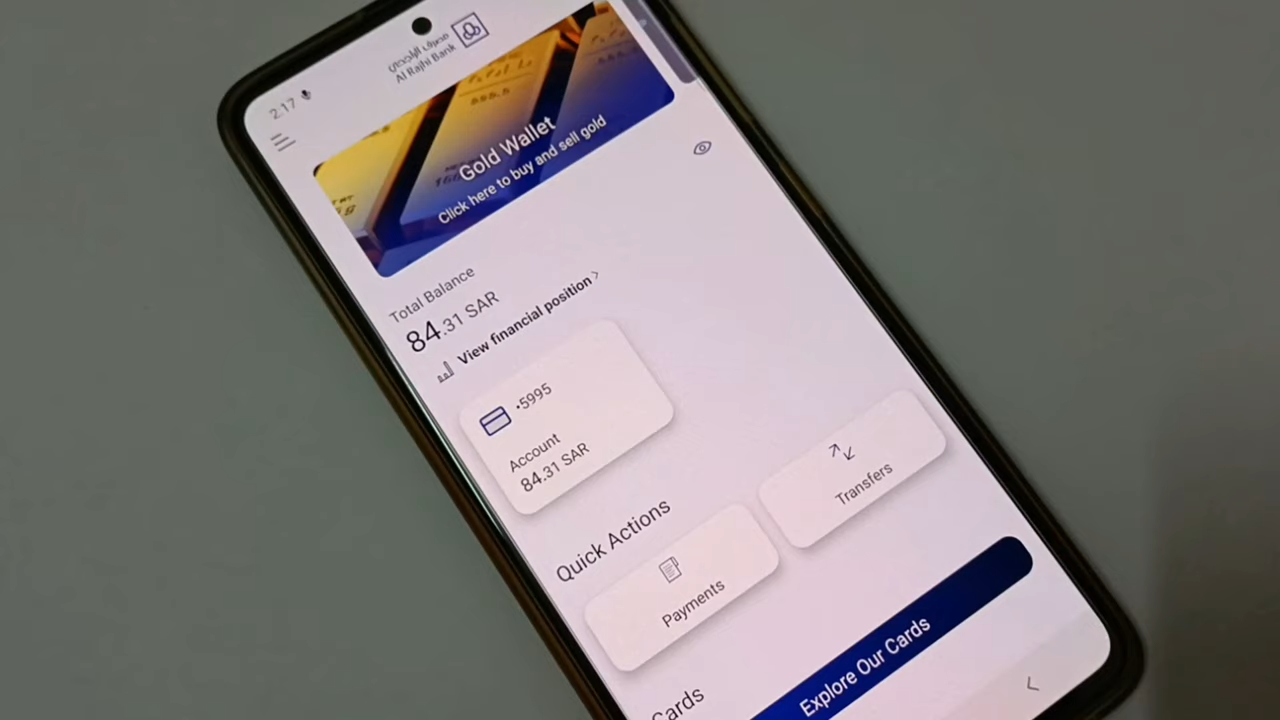 2:17
مصرف الراجحي
Al Rajhi Bank
Gold Wallet
Click here to buy and sell gold
Total Balance
84.31 SAR
View financial position >
•5995
Account
84.31 SAR
Quick Actions
Payments
Transfers
Cards
Explore Our Cards